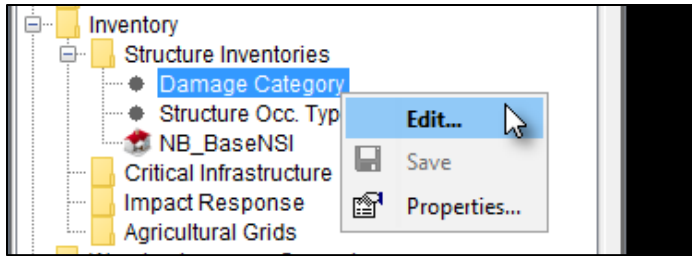 Inventory
Structure Inventories
Damage Category
Structure Occ. Typ
Edit...
NB_BaseNSI
Save
Critical Infrastructure
Impact Response
Properties...
Agricultural Grids